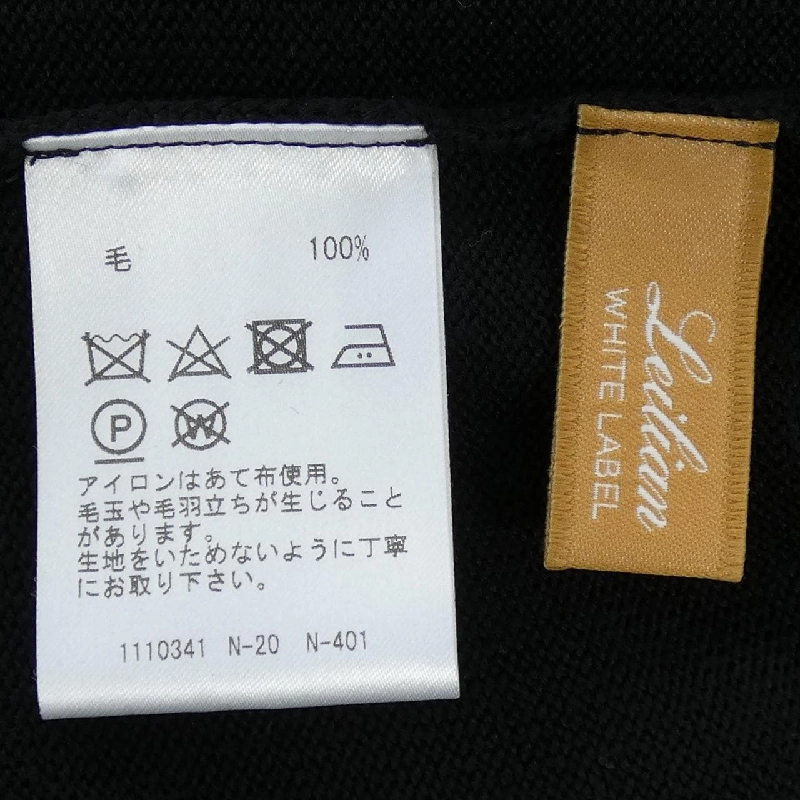 毛 100%
P W
アイロンはあて布使用。
毛玉や毛羽立ちが生じること
があります。
生地をいためないように丁寧
にお取り下さい。
1110341 N-20 N-401
Leilian
WHITE LABEL